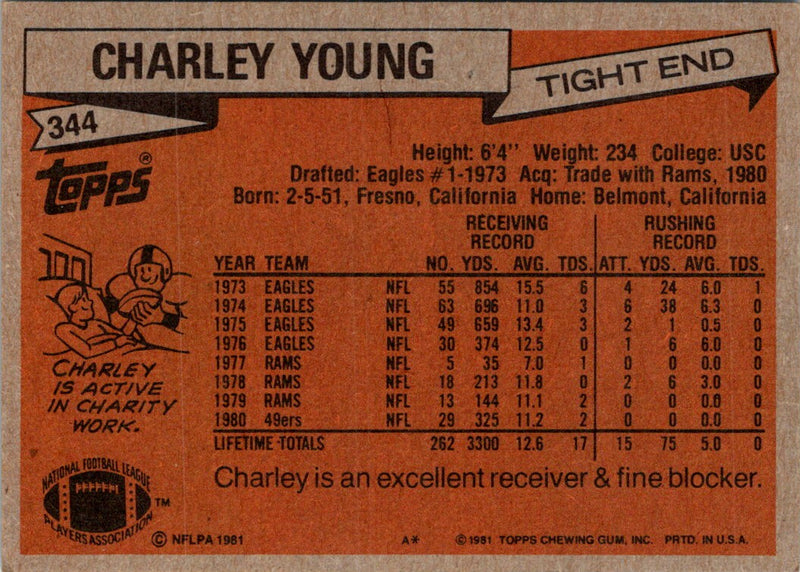 CHARLEY YOUNG
TIGHT END
344
Topps®
Height: 6'4" Weight: 234 College: USC
Drafted: Eagles #1-1973 Acq: Trade with Rams, 1980
Born: 2-5-51, Fresno, California Home: Belmont, California
RECEIVING RECORD RUSHING RECORD
YEAR TEAM NO. YDS. AVG. TDS. ATT. YDS. AVG. TDS.
1973 EAGLES NFL 55 854 15.5 6 4 24 6.0 1
1974 EAGLES NFL 63 696 11.0 3 6 38 6.3 0
1975 EAGLES NFL 49 659 13.4 3 2 1 0.5 0
1976 EAGLES NFL 30 374 12.5 0 1 6 6.0 0
1977 RAMS NFL 5 35 7.0 1 0 0 0.0 0
1978 RAMS NFL 18 213 11.8 0 2 6 3.0 0
1979 RAMS NFL 13 144 11.1 2 0 0 0.0 0
1980 49ers NFL 29 325 11.2 2 0 0 0.0 0
LIFETIME TOTALS 262 3300 12.6 17 15 75 5.0 0
CHARLEY
IS ACTIVE
IN CHARITY
WORK.
Charley is an excellent receiver & fine blocker.
NATIONAL FOOTBALL LEAGUE
PLAYERS ASSOCIATION
TM
© NFLPA 1981 A* © 1981 TOPPS CHEWING GUM, INC. PRTD. IN U.S.A.